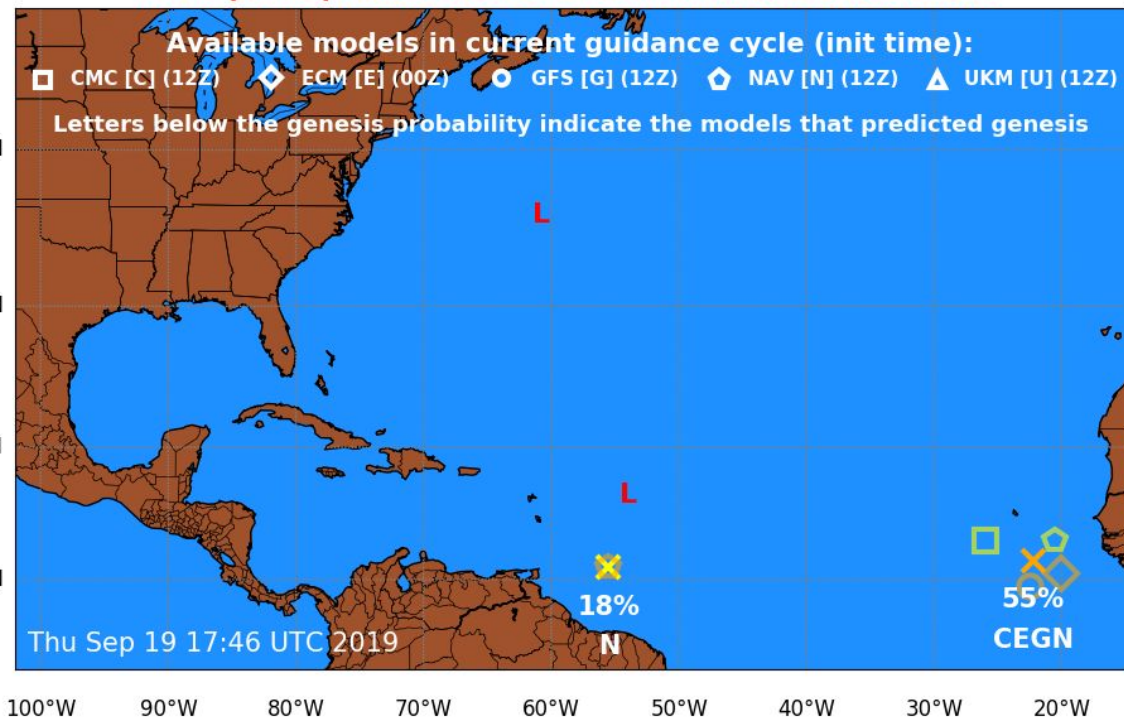 Available models in current guidance cycle (init time):
CMC [C] (12Z) ECM [E] (00Z) GFS [G] (12Z) NAV [N] (12Z) UKM [U] (12Z)
Letters below the genesis probability indicate the models that predicted genesis
L
L
18%
N
55%
CEGN
Thu Sep 19 17:46 UTC 2019
100°W 90°W 80°W 70°W 60°W 50°W 40°W 30°W 20°W